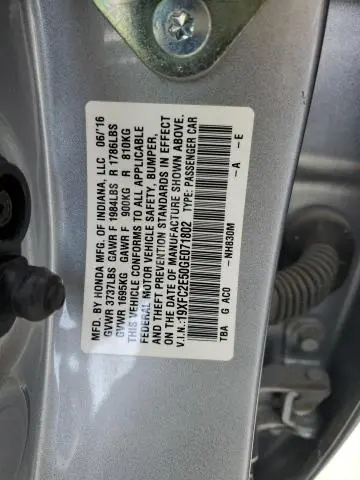 MFD. BY HONDA MFG. OF INDIANA, LLC 06/'16
GVWR 3737LBS GAWR F 1984LBS R 1786LBS
GVWR 1695KG GAWR F 900KG R 810KG
THIS VEHICLE CONFORMS TO ALL APPLICABLE
FEDERAL MOTOR VEHICLE SAFETY, BUMPER,
AND THEFT PREVENTION STANDARDS IN EFFECT
ON THE DATE OF MANUFACTURE SHOWN ABOVE.
V.I.N.:19XFC2E50GE071802 TYPE: PASSENGER CAR
-NH830M -A -E
TBA G AC0